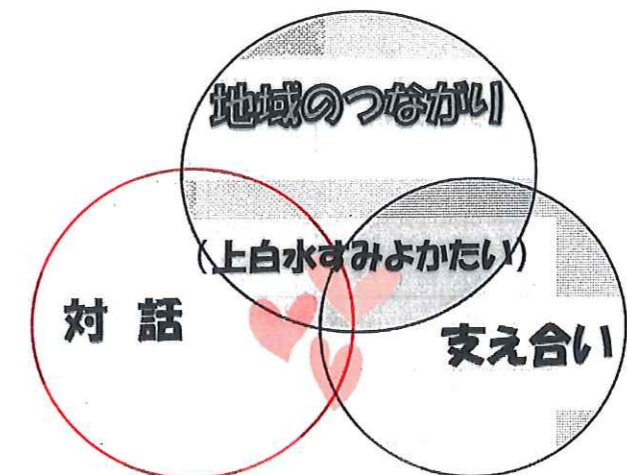 地域のつながり
(上白水すみよかたい)
対 話
支え合い